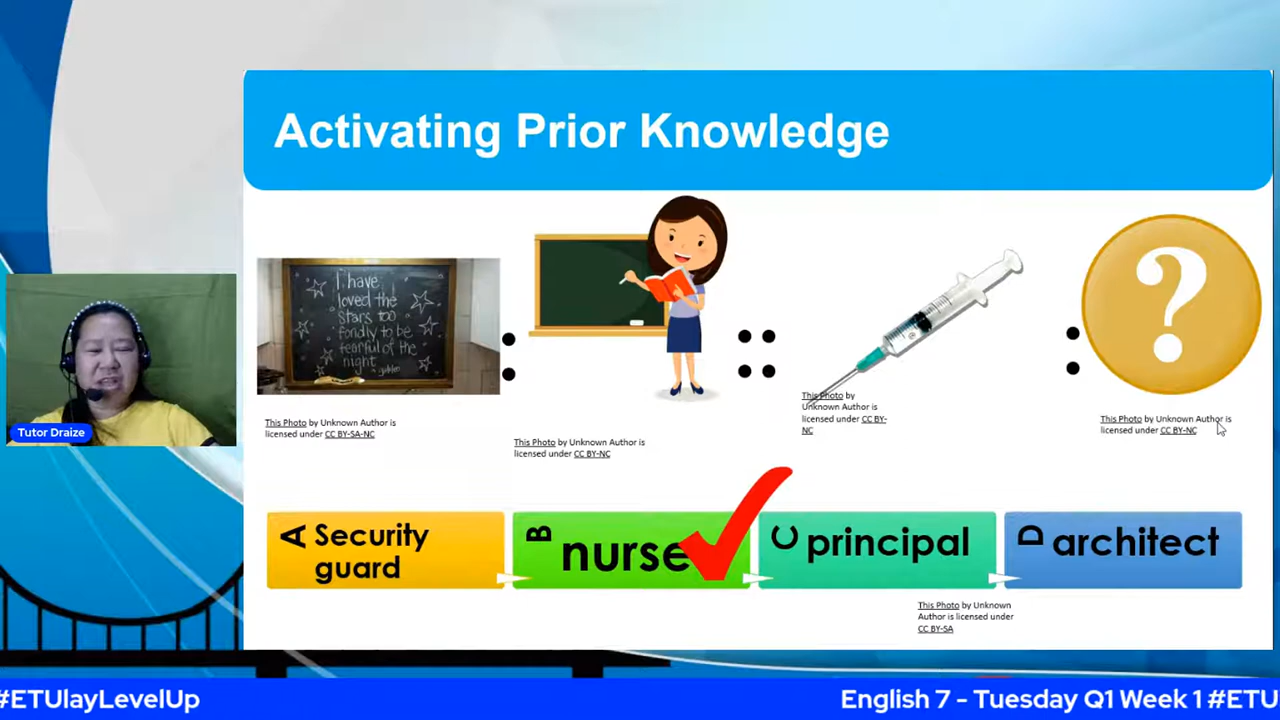 Activating Prior Knowledge
I have
loved the
stars too
fondly to be
fearful of the
night.
This Photo by Unknown Author is
licensed under CC BY-SA-NC
This Photo by Unknown Author is
licensed under CC BY-NC
This Photo by
Unknown Author is
licensed under CC BY-
NC
This Photo by Unknown Author is
licensed under CC BY-NC
?
Tutor Draize
A Security
guard
B nurse
C principal
D architect
This Photo by Unknown
Author is licensed under
CC BY-SA
#ETUlayLevelUp
English 7 - Tuesday Q1 Week 1 #ETU